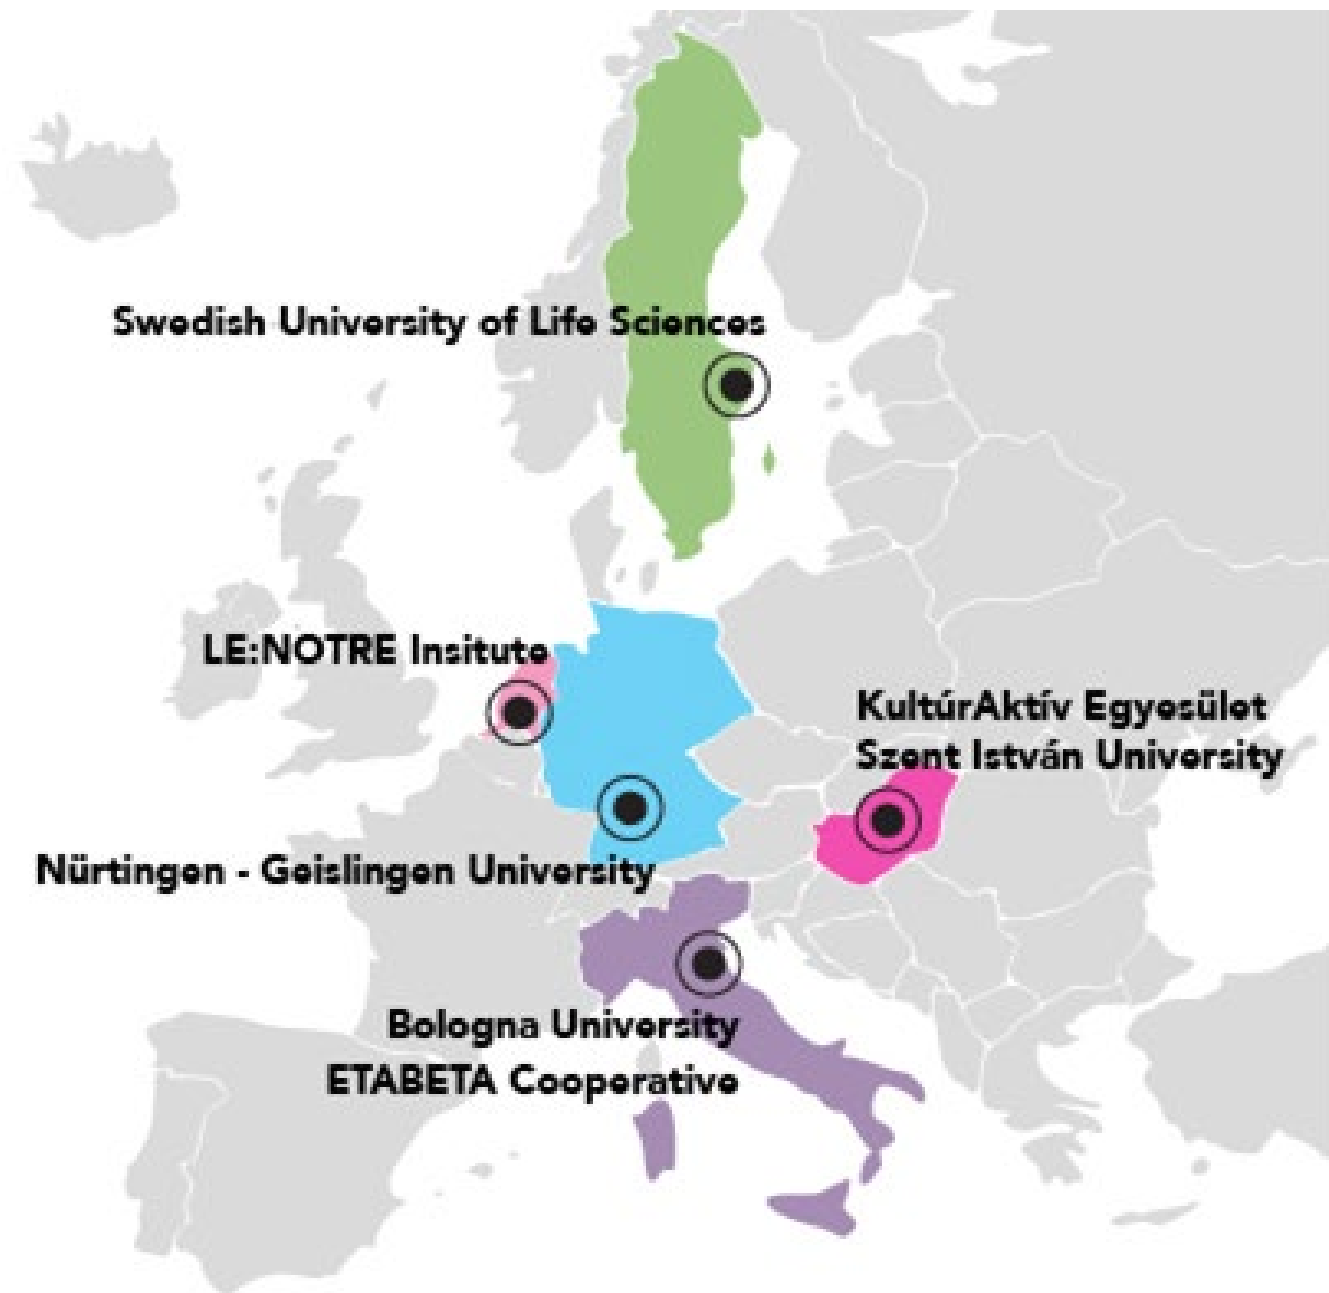 Swedish University of Life Sciences
LE:NOTRE Insitute
KultúrAktív Egyesület
Szent István University
Nürtingen - Geislingen University
Bologna University
ETABETA Cooperative